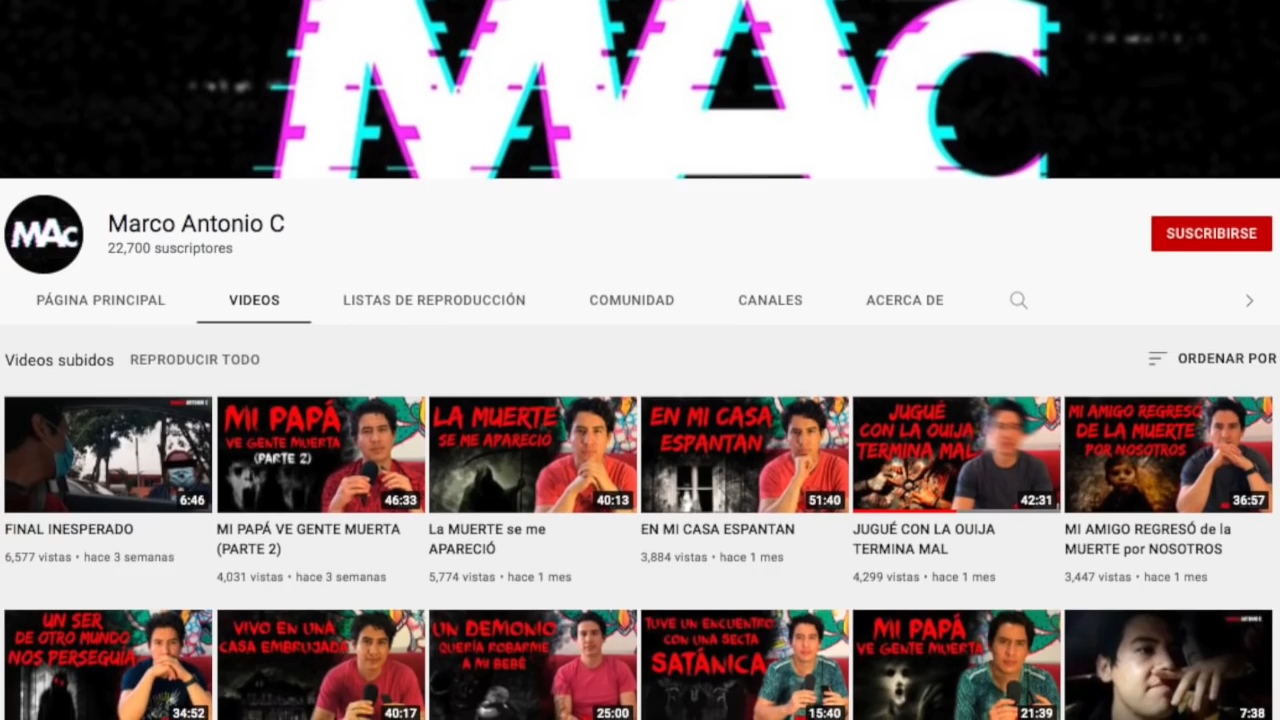 MAC
MAc
Marco Antonio C
22,700 suscriptores
SUSCRIBIRSE
PÁGINA PRINCIPAL
VIDEOS
LISTAS DE REPRODUCCIÓN
COMUNIDAD
CANALES
ACERCA DE
Videos subidos
REPRODUCIR TODO
ORDENAR POR
6:46
FINAL INESPERADO
6,577 vistas • hace 3 semanas
MI PAPÁ
VE GENTE MUERTA
(PARTE 2)
46:33
MI PAPÁ VE GENTE MUERTA
(PARTE 2)
4,031 vistas • hace 3 semanas
LA MUERTE
SE ME APARECIÓ
40:13
La MUERTE se me
APARECIÓ
5,774 vistas • hace 1 mes
EN MI CASA
ESPANTAN
51:40
EN MI CASA ESPANTAN
3,884 vistas • hace 1 mes
JUGUÉ
CON LA OUIJA
TERMINA MAL
42:31
JUGUÉ CON LA OUIJA
TERMINA MAL
4,299 vistas • hace 1 mes
MI AMIGO REGRESÓ
DE LA MUERTE
POR NOSOTROS
36:57
MI AMIGO REGRESÓ de la
MUERTE por NOSOTROS
3,447 vistas • hace 1 mes
UN SER
DE OTRO MUNDO
NOS PERSEGUÍA
34:52
VIVO EN UNA
CASA EMBRUJADA
40:17
UN DEMONIO
QUERÍA ROBARME
A MI BEBÉ
25:00
TUVE UN ENCUENTRO
CON UNA SECTA
SATÁNICA
15:40
MI PAPÁ
VE GENTE MUERTA
21:39
7:38